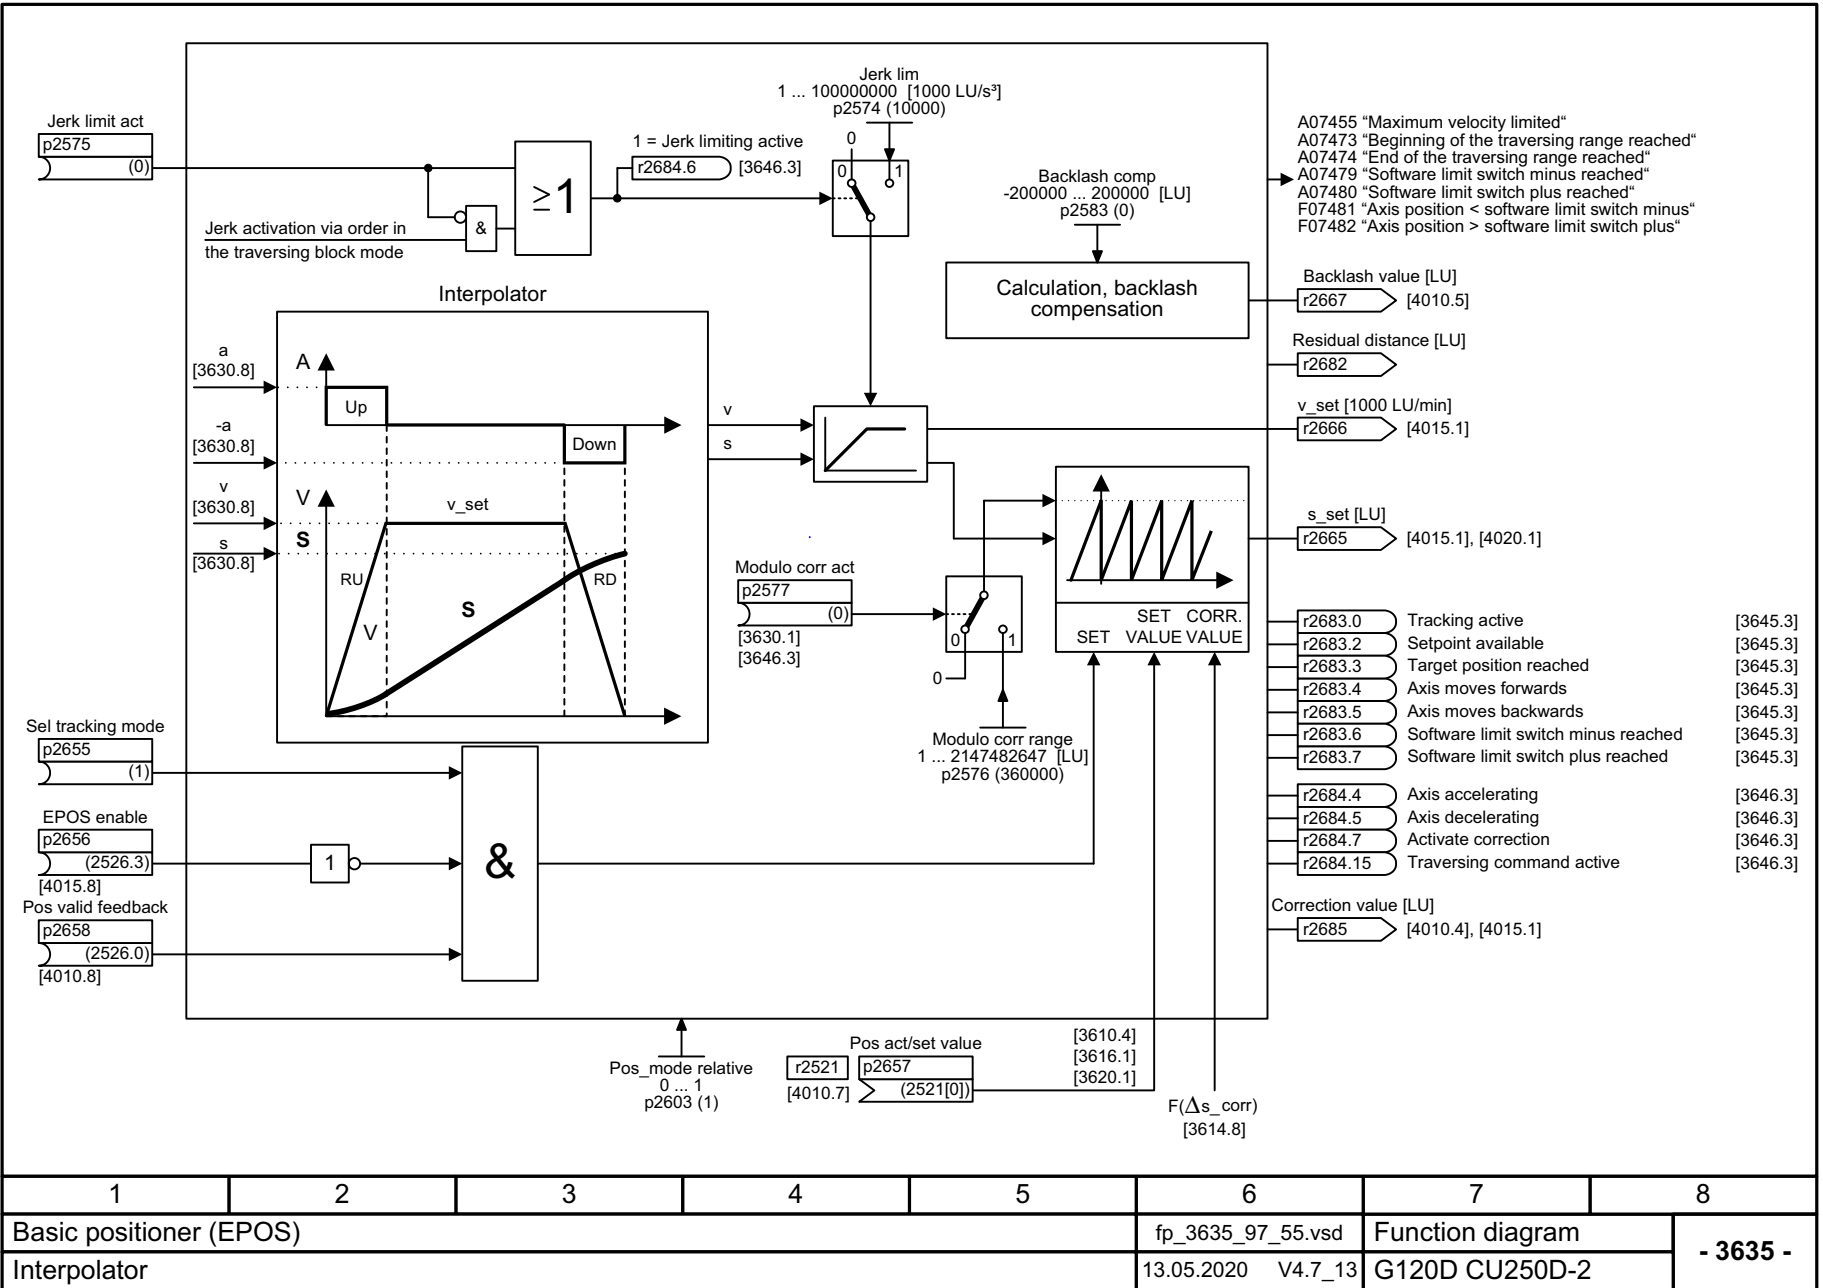 Jerk limit act
p2575
(0)
Jerk activation via order in
the traversing block mode
&
≥1
1 = Jerk limiting active
r2684.6 [3646.3]
Jerk lim
1 ... 100000000 [1000 LU/s³]
p2574 (10000)
0
0 1
Backlash comp
-200000 ... 200000 [LU]
p2583 (0)
Calculation, backlash
compensation
A07455 “Maximum velocity limited“
A07473 “Beginning of the traversing range reached“
A07474 “End of the traversing range reached“
A07479 “Software limit switch minus reached“
A07480 “Software limit switch plus reached“
F07481 “Axis position < software limit switch minus“
F07482 “Axis position > software limit switch plus“
Backlash value [LU]
r2667 [4010.5]
Residual distance [LU]
r2682
v_set [1000 LU/min]
r2666 [4015.1]
s_set [LU]
r2665 [4015.1], [4020.1]
Interpolator
a
[3630.8]
-a
[3630.8]
v
[3630.8]
s
[3630.8]
A
Up
Down
V
S
v_set
RU
V
S
RD
v
s
Modulo corr act
p2577
(0)
[3630.1]
[3646.3]
0 1
0
Modulo corr range
1 ... 2147482647 [LU]
p2576 (360000)
SET CORR.
SET VALUE VALUE
r2683.0 Tracking active [3645.3]
r2683.2 Setpoint available [3645.3]
r2683.3 Target position reached [3645.3]
r2683.4 Axis moves forwards [3645.3]
r2683.5 Axis moves backwards [3645.3]
r2683.6 Software limit switch minus reached [3645.3]
r2683.7 Software limit switch plus reached [3645.3]
r2684.4 Axis accelerating [3646.3]
r2684.5 Axis decelerating [3646.3]
r2684.7 Activate correction [3646.3]
r2684.15 Traversing command active [3646.3]
Correction value [LU]
r2685 [4010.4], [4015.1]
Sel tracking mode
p2655
(1)
EPOS enable
p2656
(2526.3)
[4015.8]
Pos valid feedback
p2658
(2526.0)
[4010.8]
1
&
Pos_mode relative
0 ... 1
p2603 (1)
Pos act/set value
r2521 p2657
[4010.7] (2521[0])
[3610.4]
[3616.1]
[3620.1]
F(Δs_corr)
[3614.8]
1 2 3 4 5 6 7 8
Basic positioner (EPOS) fp_3635_97_55.vsd Function diagram
- 3635 -
Interpolator 13.05.2020 V4.7_13 G120D CU250D-2